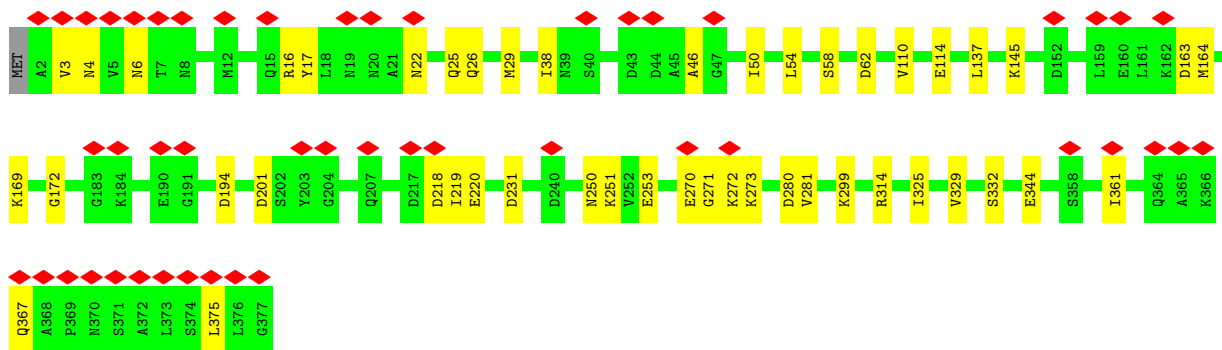 MET A2 V3 N4 V5 N6 T7 N8 M12 Q15 R16 Y17 L18 N19 N20 A21 N22 Q25 Q26 M29 I38 N39 S40 D43 D44 A45 A46 G47 I50 L54 S58 D62 V110 E114 L137 K145 D152 L159 E160 L161 K162 D163 M164
K169 G172 G183 K184 E190 G191 D194 D201 S202 Y203 G204 Q207 D217 D218 I219 E220 D231 D240 N250 K251 V252 E253 E270 G271 K272 K273 D280 V281 K299 R314 I325 V329 S332 E344 S358 I361 Q364 A365 K366
Q367 A368 P369 N370 S371 A372 L373 S374 L375 L376 G377